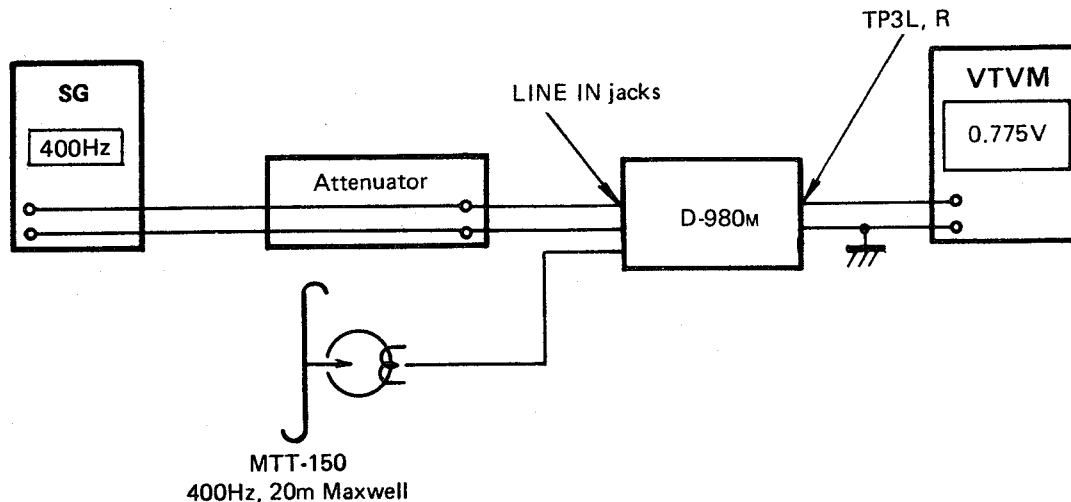 TP3L, R
SG
400Hz
LINE IN jacks
Attenuator
D-980M
VTVM
0.775V
MTT-150
400Hz, 20m Maxwell